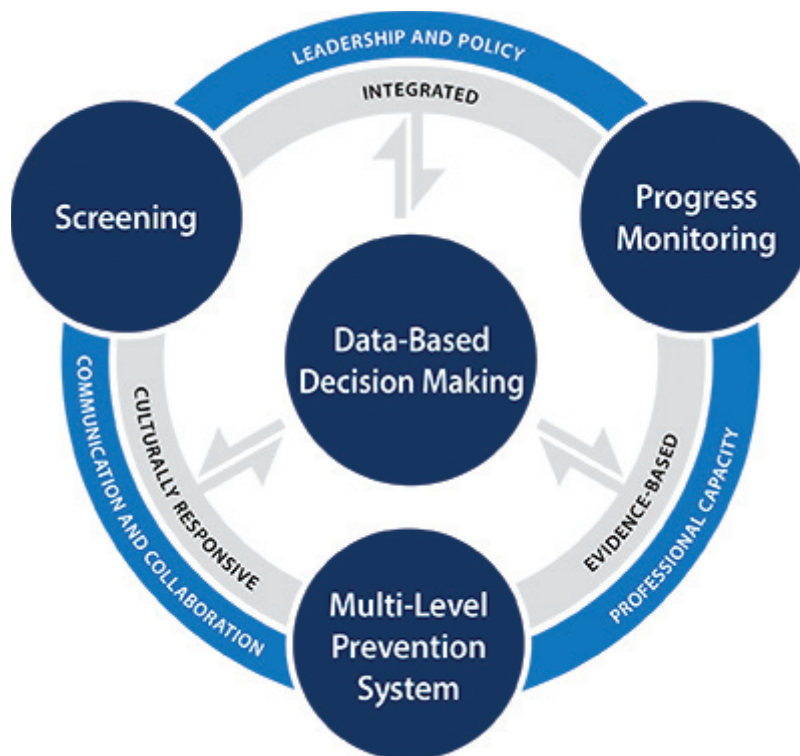 LEADERSHIP AND POLICY
INTEGRATED
Screening
Progress
Monitoring
Data-Based
Decision Making
COMMUNICATION AND COLLABORATION
CULTURALLY RESPONSIVE
EVIDENCE-BASED
PROFESSIONAL CAPACITY
Multi-Level
Prevention
System